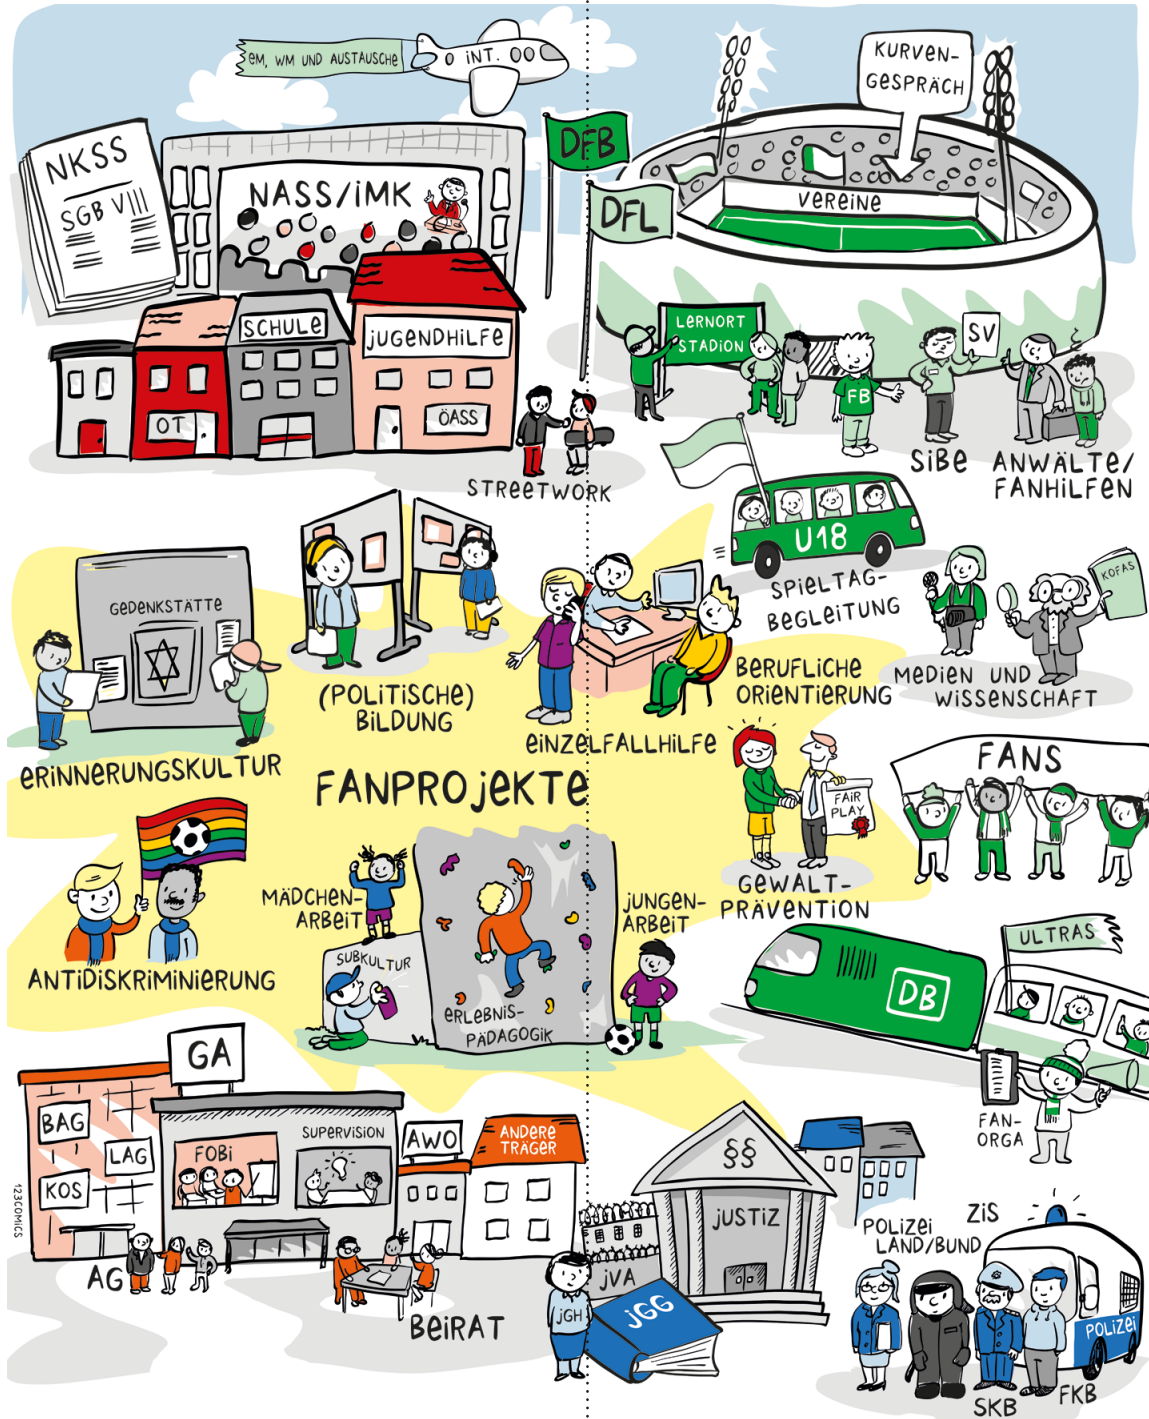 EM, WM UND AUSTAUSCHE
INT.
KURVEN-
GESPRÄCH
NKSS
SGB VIII
NASS/IMK
DFB
DFL
VEREINE
SCHULE
JUGENDHILFE
OT
ÖASS
LERNORT
STADION
FB
SV
SIBE
ANWÄLTE/
FANHILFEN
STREETWORK
U18
SPIELTAG-
BEGLEITUNG
GEDENKSTÄTTE
KOFAS
(POLITISCHE)
BILDUNG
BERUFLICHE
ORIENTIERUNG
MEDIEN UND
WISSENSCHAFT
EINZELFALLHILFE
ERINNERUNGSKULTUR
FANPROJEKTE
FAIR
PLAY
FANS
GEWALT-
PRÄVENTION
MÄDCHEN-
ARBEIT
JUNGEN-
ARBEIT
ANTIDISKRIMINIERUNG
SUBKULTUR
ERLEBNIS-
PÄDAGOGIK
ULTRAS
DB
FAN-
ORGA
GA
BAG
LAG
KOS
FOBI
SUPERVISION
AWO
ANDERE
TRÄGER
§§
JUSTIZ
JVA
JGH
JGG
AG
BEIRAT
POLIZEI
LAND/BUND
ZIS
POLIZEI
SKB
FKB
123COMICS